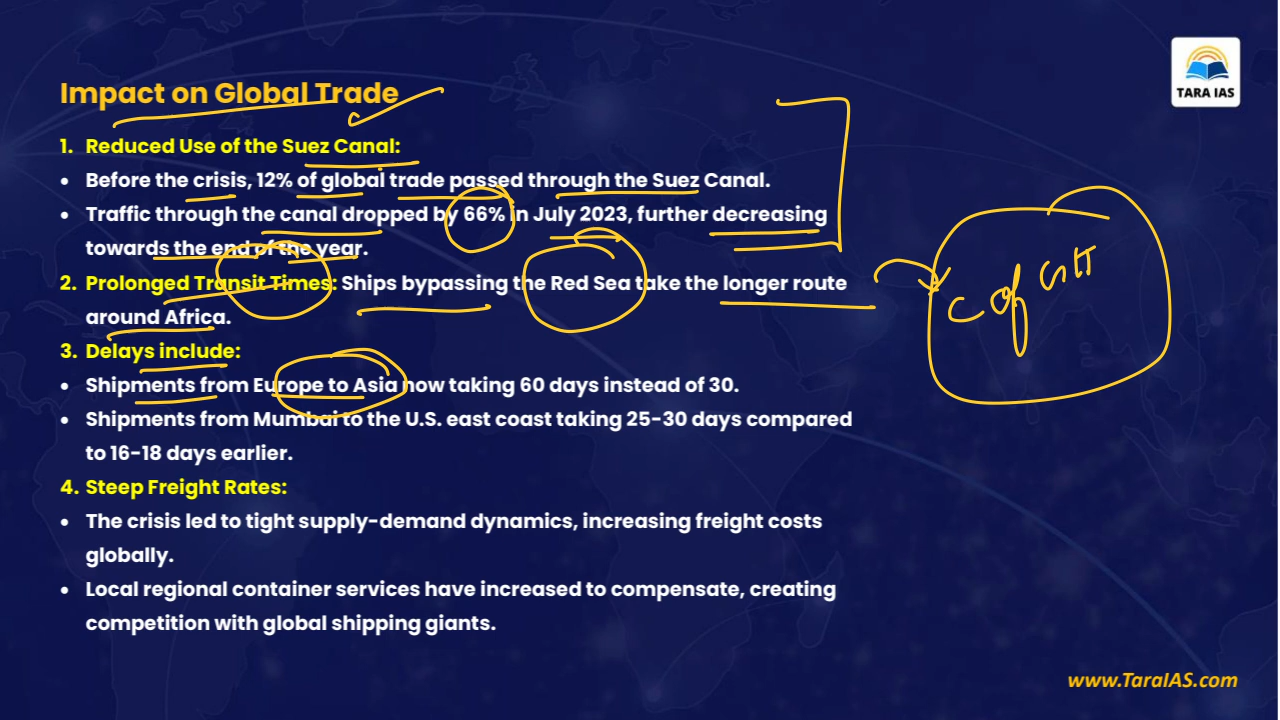 TARA IAS
Impact on Global Trade
1. Reduced Use of the Suez Canal:
• Before the crisis, 12% of global trade passed through the Suez Canal.
• Traffic through the canal dropped by 66% in July 2023, further decreasing
towards the end of the year.
2. Prolonged Transit Times: Ships bypassing the Red Sea take the longer route
around Africa.
3. Delays include:
• Shipments from Europe to Asia now taking 60 days instead of 30.
• Shipments from Mumbai to the U.S. east coast taking 25-30 days compared
to 16-18 days earlier.
4. Steep Freight Rates:
• The crisis led to tight supply-demand dynamics, increasing freight costs
globally.
• Local regional container services have increased to compensate, creating
competition with global shipping giants.
C of GH
www.TaraIAS.com